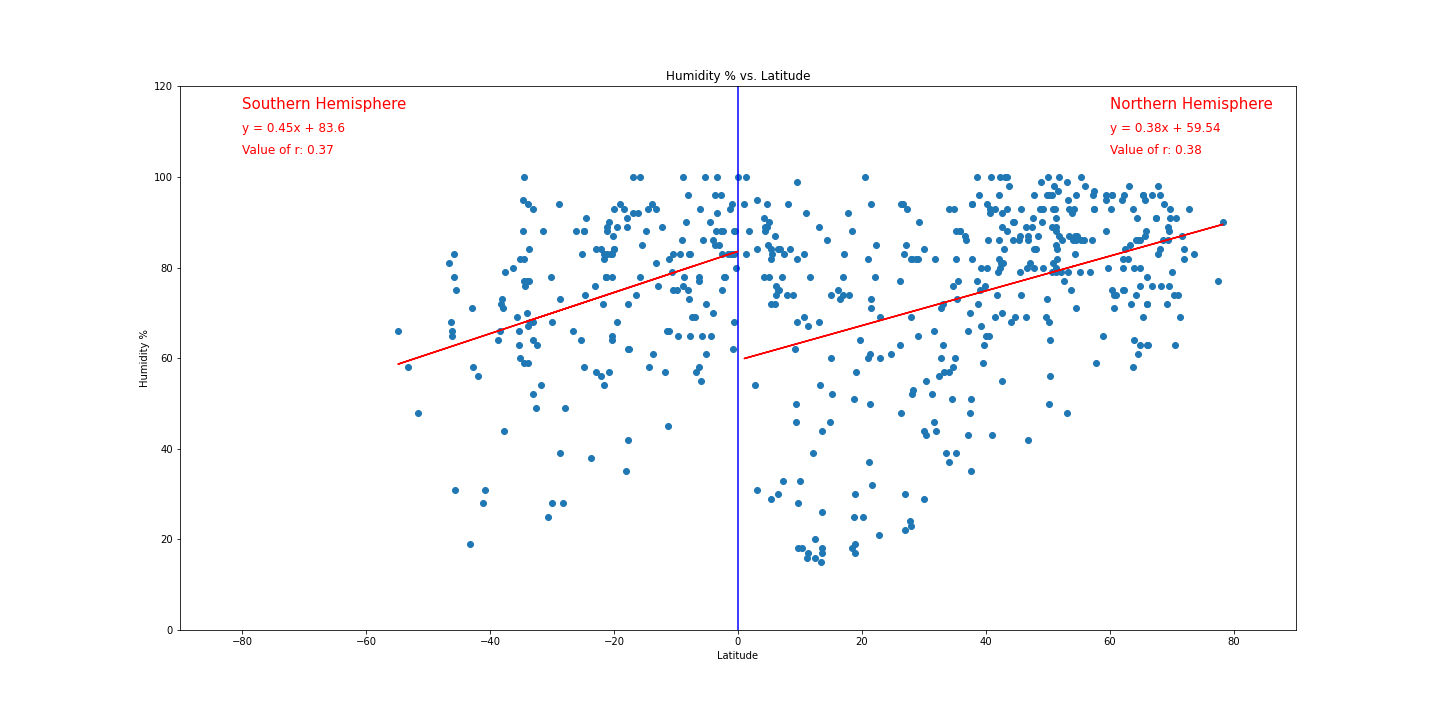 Humidity % vs. Latitude
120
Southern Hemisphere
Northern Hemisphere
y = 0.45x + 83.6
y = 0.38x + 59.54
Value of r: 0.37
Value of r: 0.38
100
80
60
Humidity %
40
20
0
−80 −60 −40 −20 0 20 40 60 80
Latitude